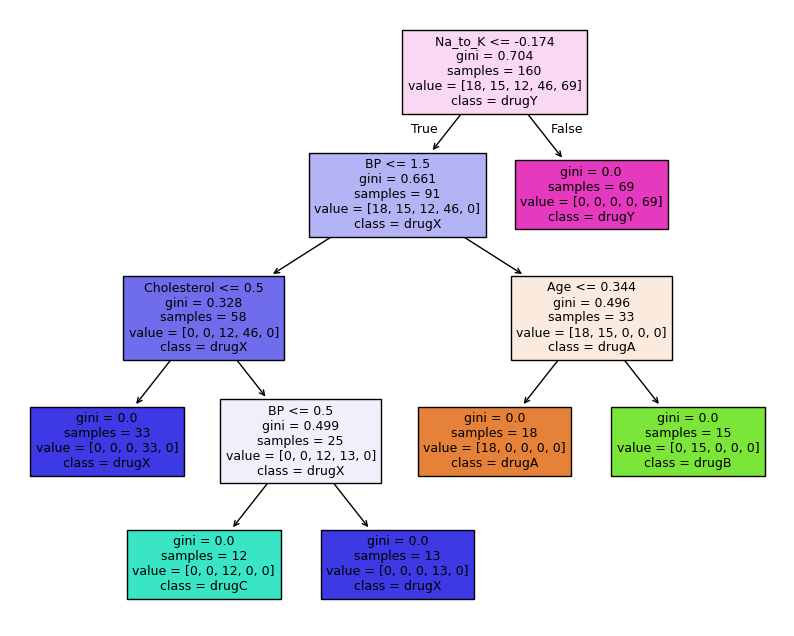 Na_to_K <= -0.174
gini = 0.704
samples = 160
value = [18, 15, 12, 46, 69]
class = drugY
True
False
BP <= 1.5
gini = 0.661
samples = 91
value = [18, 15, 12, 46, 0]
class = drugX
gini = 0.0
samples = 69
value = [0, 0, 0, 0, 69]
class = drugY
Cholesterol <= 0.5
gini = 0.328
samples = 58
value = [0, 0, 12, 46, 0]
class = drugX
Age <= 0.344
gini = 0.496
samples = 33
value = [18, 15, 0, 0, 0]
class = drugA
gini = 0.0
samples = 33
value = [0, 0, 0, 33, 0]
class = drugX
BP <= 0.5
gini = 0.499
samples = 25
value = [0, 0, 12, 13, 0]
class = drugX
gini = 0.0
samples = 18
value = [18, 0, 0, 0, 0]
class = drugA
gini = 0.0
samples = 15
value = [0, 15, 0, 0, 0]
class = drugB
gini = 0.0
samples = 12
value = [0, 0, 12, 0, 0]
class = drugC
gini = 0.0
samples = 13
value = [0, 0, 0, 13, 0]
class = drugX